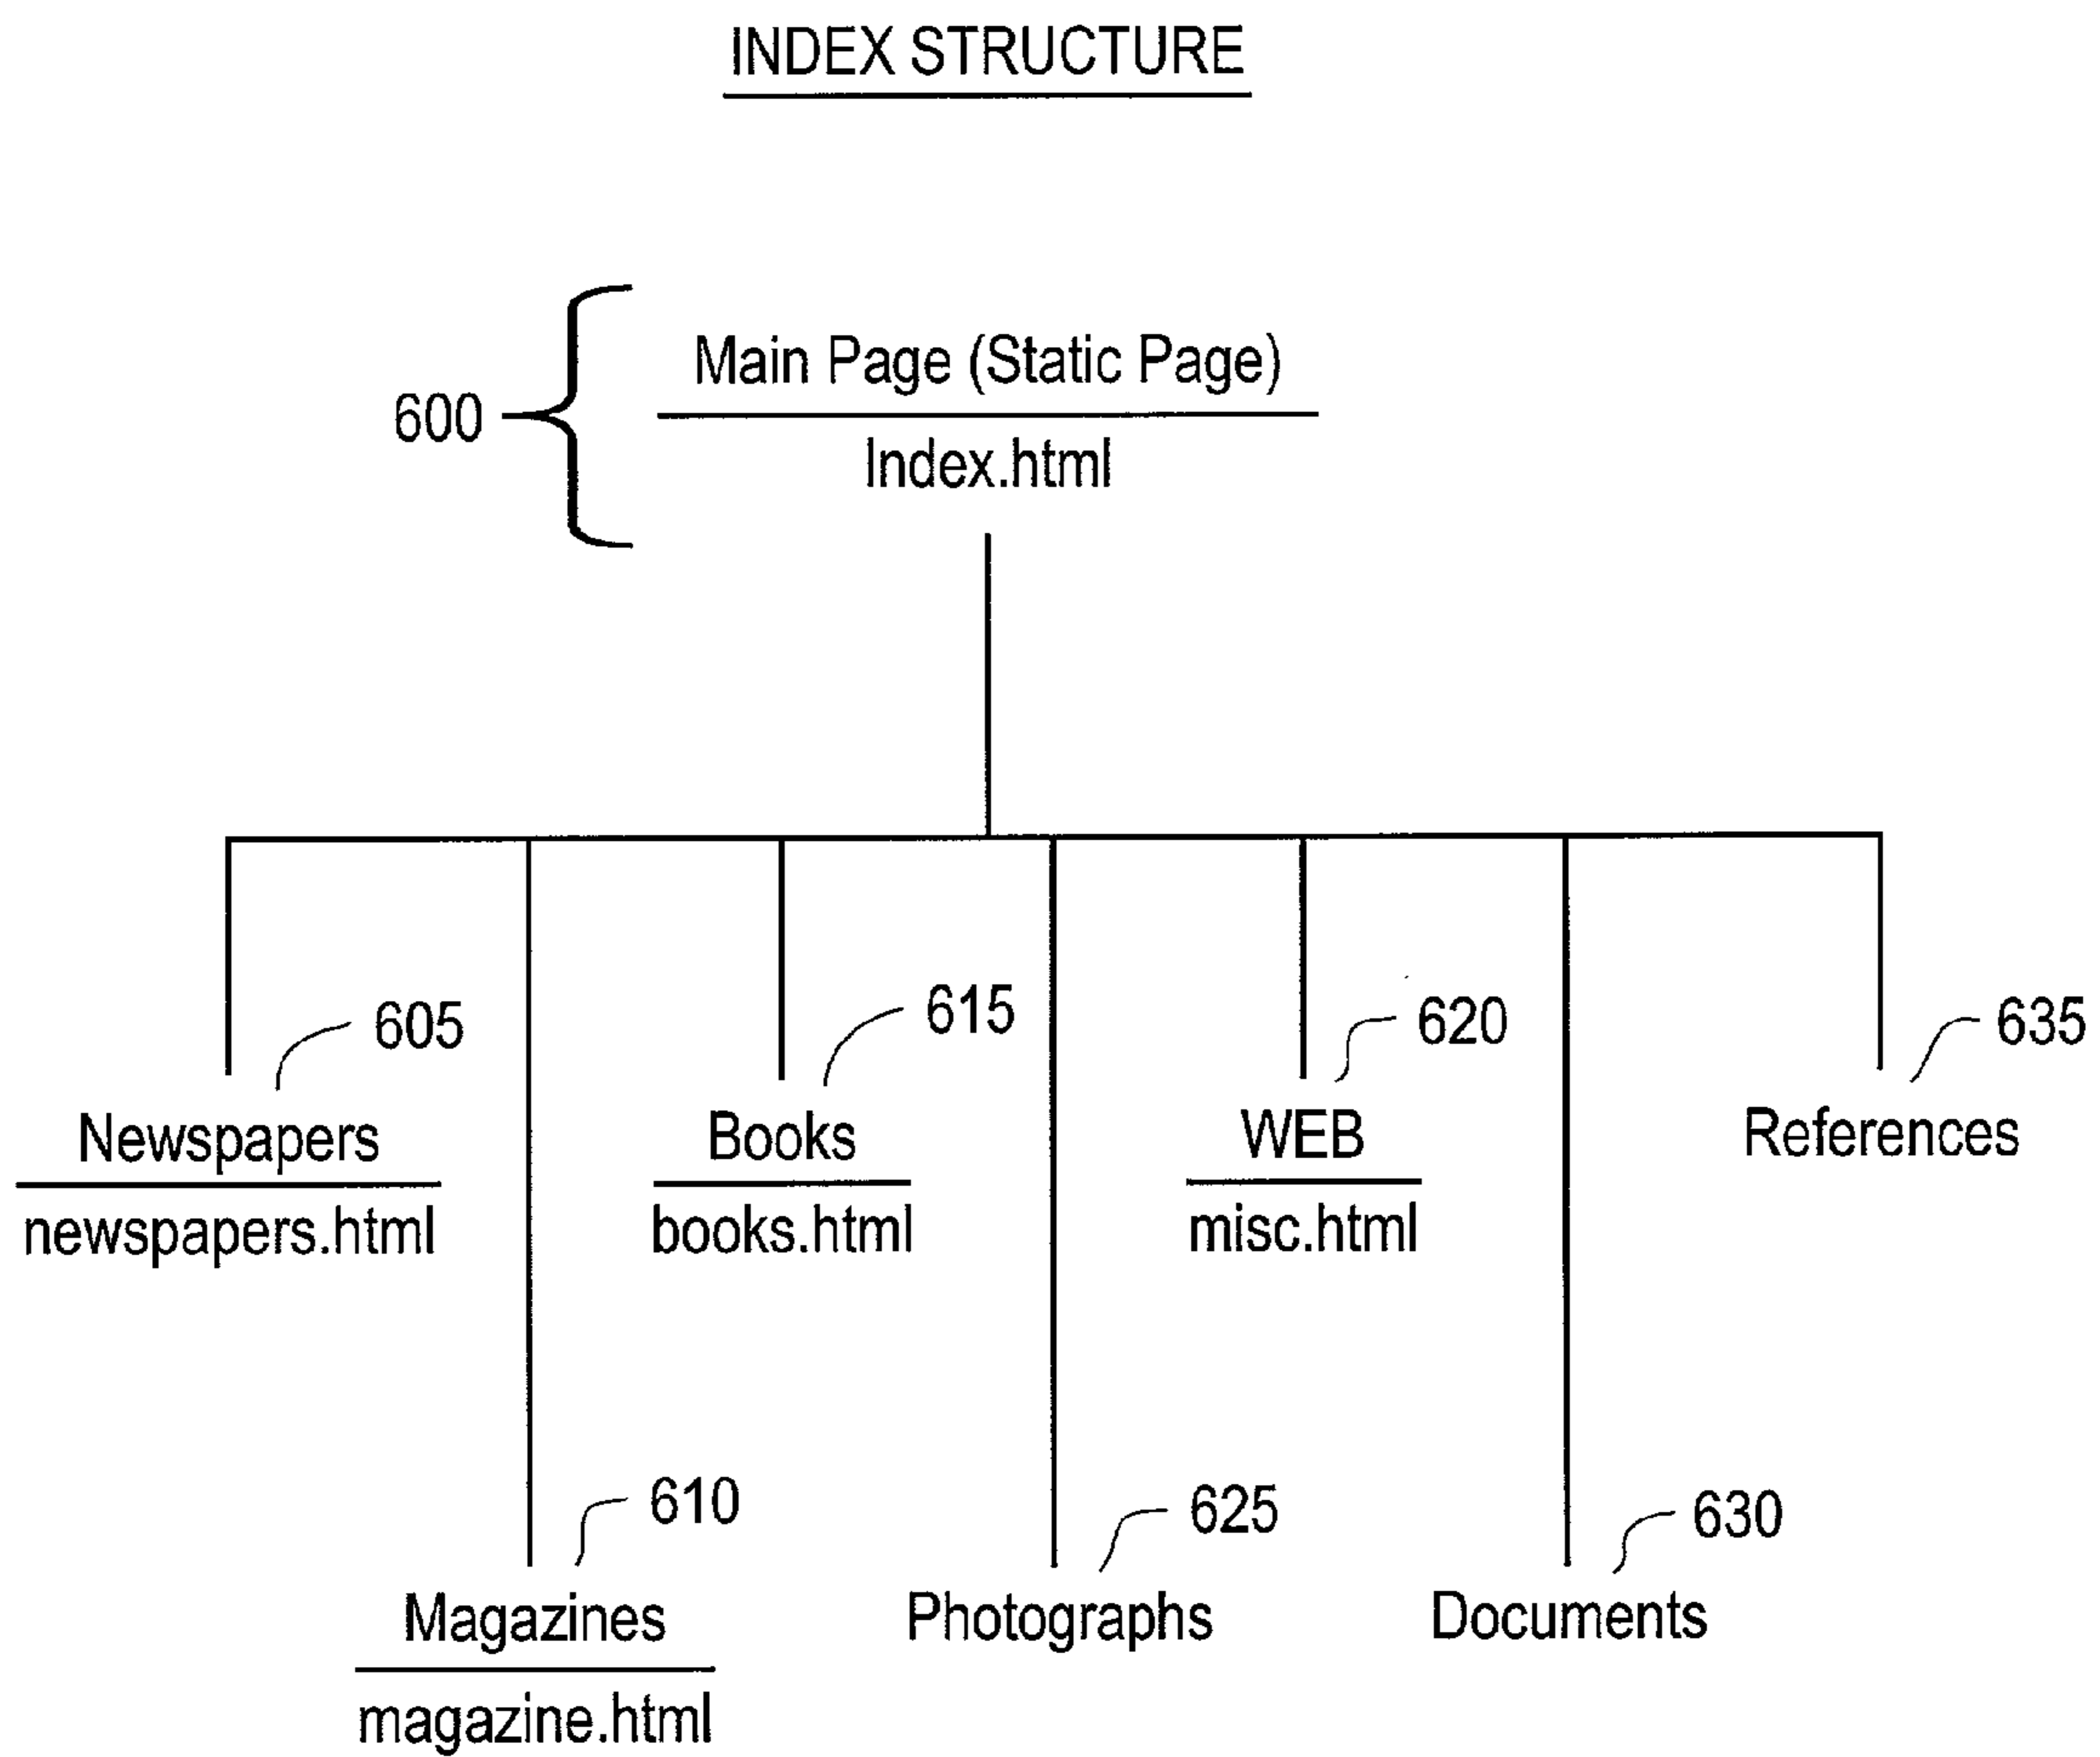 INDEX STRUCTURE
Main Page (Static Page)
600
Index.html
605
615
620
635
Newspapers
newspapers.html
Books
books.html
WEB
misc.html
References
610
625
630
Magazines
magazine.html
Photographs
Documents